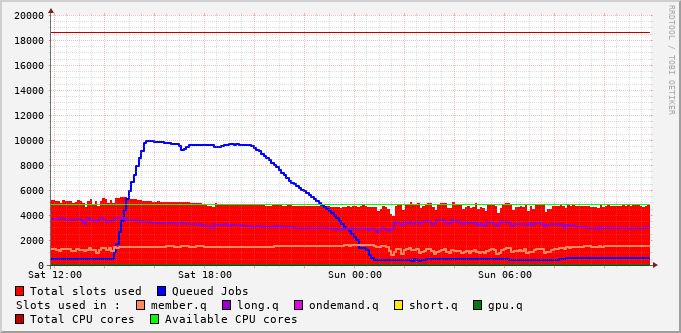 20000
18000
16000
14000
12000
10000
8000
6000
4000
2000
0
Sat 12:00 Sat 18:00 Sun 00:00 Sun 06:00
Total slots used Queued Jobs
Slots used in : member.q long.q ondemand.q short.q gpu.q
Total CPU cores Available CPU cores
RRDTOOL / TOBI OETIKER